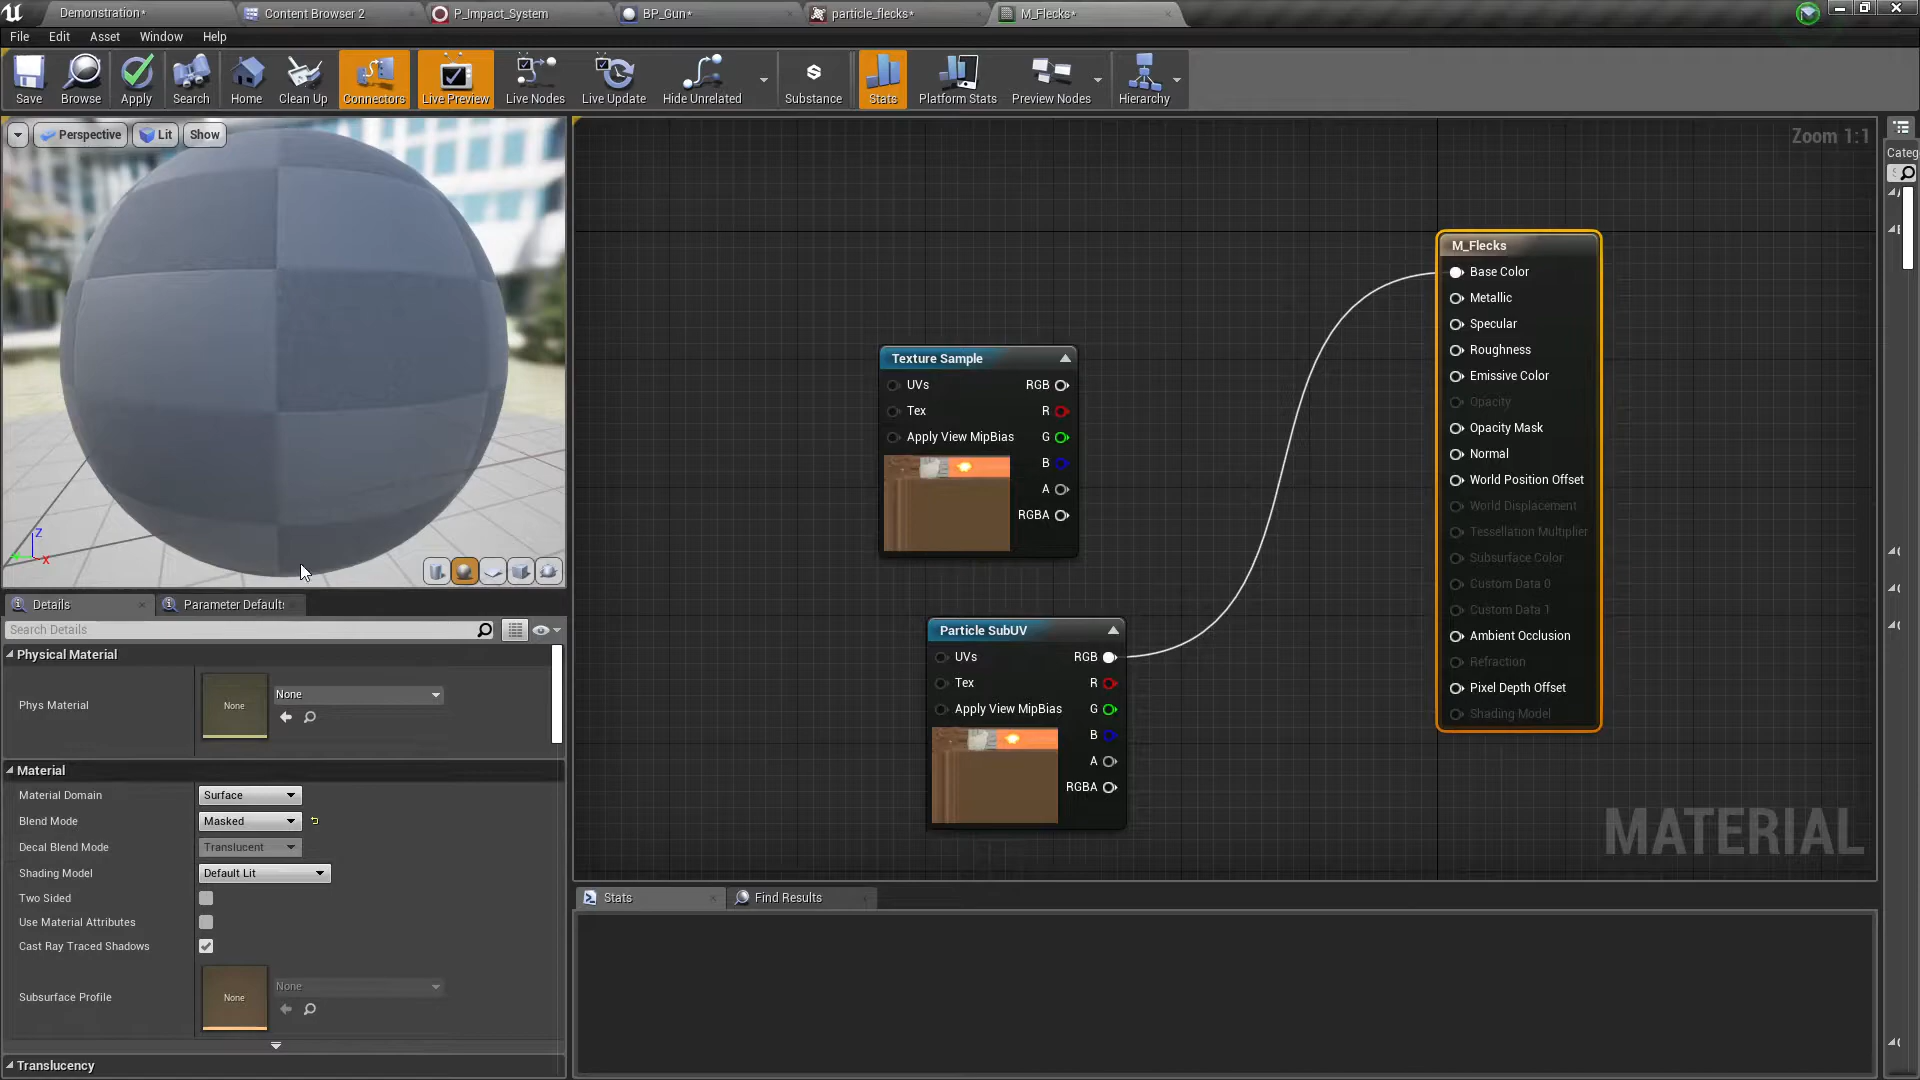 Demonstration*
Content Browser 2
P_Impact_System
BP_Gun*
particle_flecks*
M_Flecks*
File
Edit
Asset
Window
Help
Save
Browse
Apply
Search
Home
Clean Up
Connectors
Live Preview
Live Nodes
Live Update
Hide Unrelated
Substance
Stats
Platform Stats
Preview Nodes
Hierarchy
Perspective
Lit
Show
Z
X
Zoom 1:1
Texture Sample
UVs
RGB
Tex
R
Apply View MipBias
G
B
A
RGBA
Particle SubUV
UVs
RGB
Tex
R
Apply View MipBias
G
B
A
RGBA
M_Flecks
Base Color
Metallic
Specular
Roughness
Emissive Color
Opacity
Opacity Mask
Normal
World Position Offset
World Displacement
Tessellation Multiplier
Subsurface Color
Custom Data 0
Custom Data 1
Ambient Occlusion
Refraction
Pixel Depth Offset
Shading Model
MATERIAL
Categ
Details
Parameter Defaults
Search Details
Physical Material
Phys Material
None
None
Material
Material Domain
Surface
Blend Mode
Masked
Decal Blend Mode
Translucent
Shading Model
Default Lit
Two Sided
Use Material Attributes
Cast Ray Traced Shadows
Subsurface Profile
None
None
Translucency
Stats
Find Results